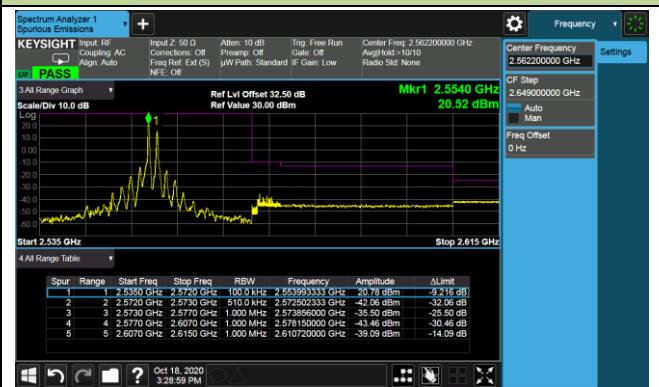 Spectrum Analyzer 1
Spurious Emissions
Frequency
KEYSIGHT Input: RF Input Z: 50 Ω Atten: 10 dB Trig: Free Run Center Freq: 2.562200000 GHz
Coupling: AC Corrections: Off Preamp: Off Gate: Off Avg|Hold:>10/10
Align: Auto Freq Ref: Ext (S) µW Path: Standard IF Gain: Low Radio Std: None
NFE: Off
PASS
3 All Range Graph
Ref Lvl Offset 32.50 dB
Mkr1 2.5540 GHz
Scale/Div 10.0 dB
Ref Value 30.00 dBm
20.52 dBm
Log
1
20.0
10.0
0.00
-10.0
-20.0
-30.0
-40.0
-50.0
-60.0
Start 2.535 GHz
Stop 2.615 GHz
4 All Range Table
Spur Range Start Freq Stop Freq RBW Frequency Amplitude ΔLimit
1 1 2.5350 GHz 2.5720 GHz 100.0 kHz 2.553993333 GHz 20.78 dBm -9.216 dB
2 2 2.5720 GHz 2.5730 GHz 510.0 kHz 2.572502333 GHz -42.06 dBm -32.06 dB
3 3 2.5730 GHz 2.5770 GHz 1.000 MHz 2.573856000 GHz -35.50 dBm -25.50 dB
4 4 2.5770 GHz 2.6070 GHz 1.000 MHz 2.578150000 GHz -43.46 dBm -30.46 dB
5 5 2.6070 GHz 2.6150 GHz 1.000 MHz 2.610720000 GHz -39.09 dBm -14.09 dB
Center Frequency
2.562200000 GHz
Settings
CF Step
2.649000000 GHz
Auto
Man
Freq Offset
0 Hz
?
Oct 18, 2020
3:28:59 PM